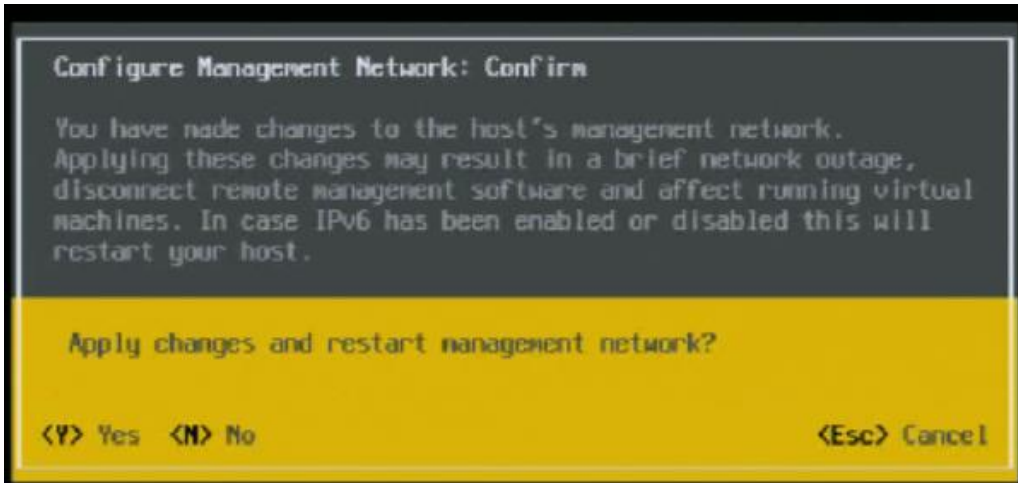 Configure Management Network: Confirm
You have made changes to the host's management network.
Applying these changes may result in a brief network outage,
disconnect remote management software and affect running virtual
machines. In case IPv6 has been enabled or disabled this will
restart your host.
Apply changes and restart management network?
<Y> Yes <N> No <Esc> Cancel